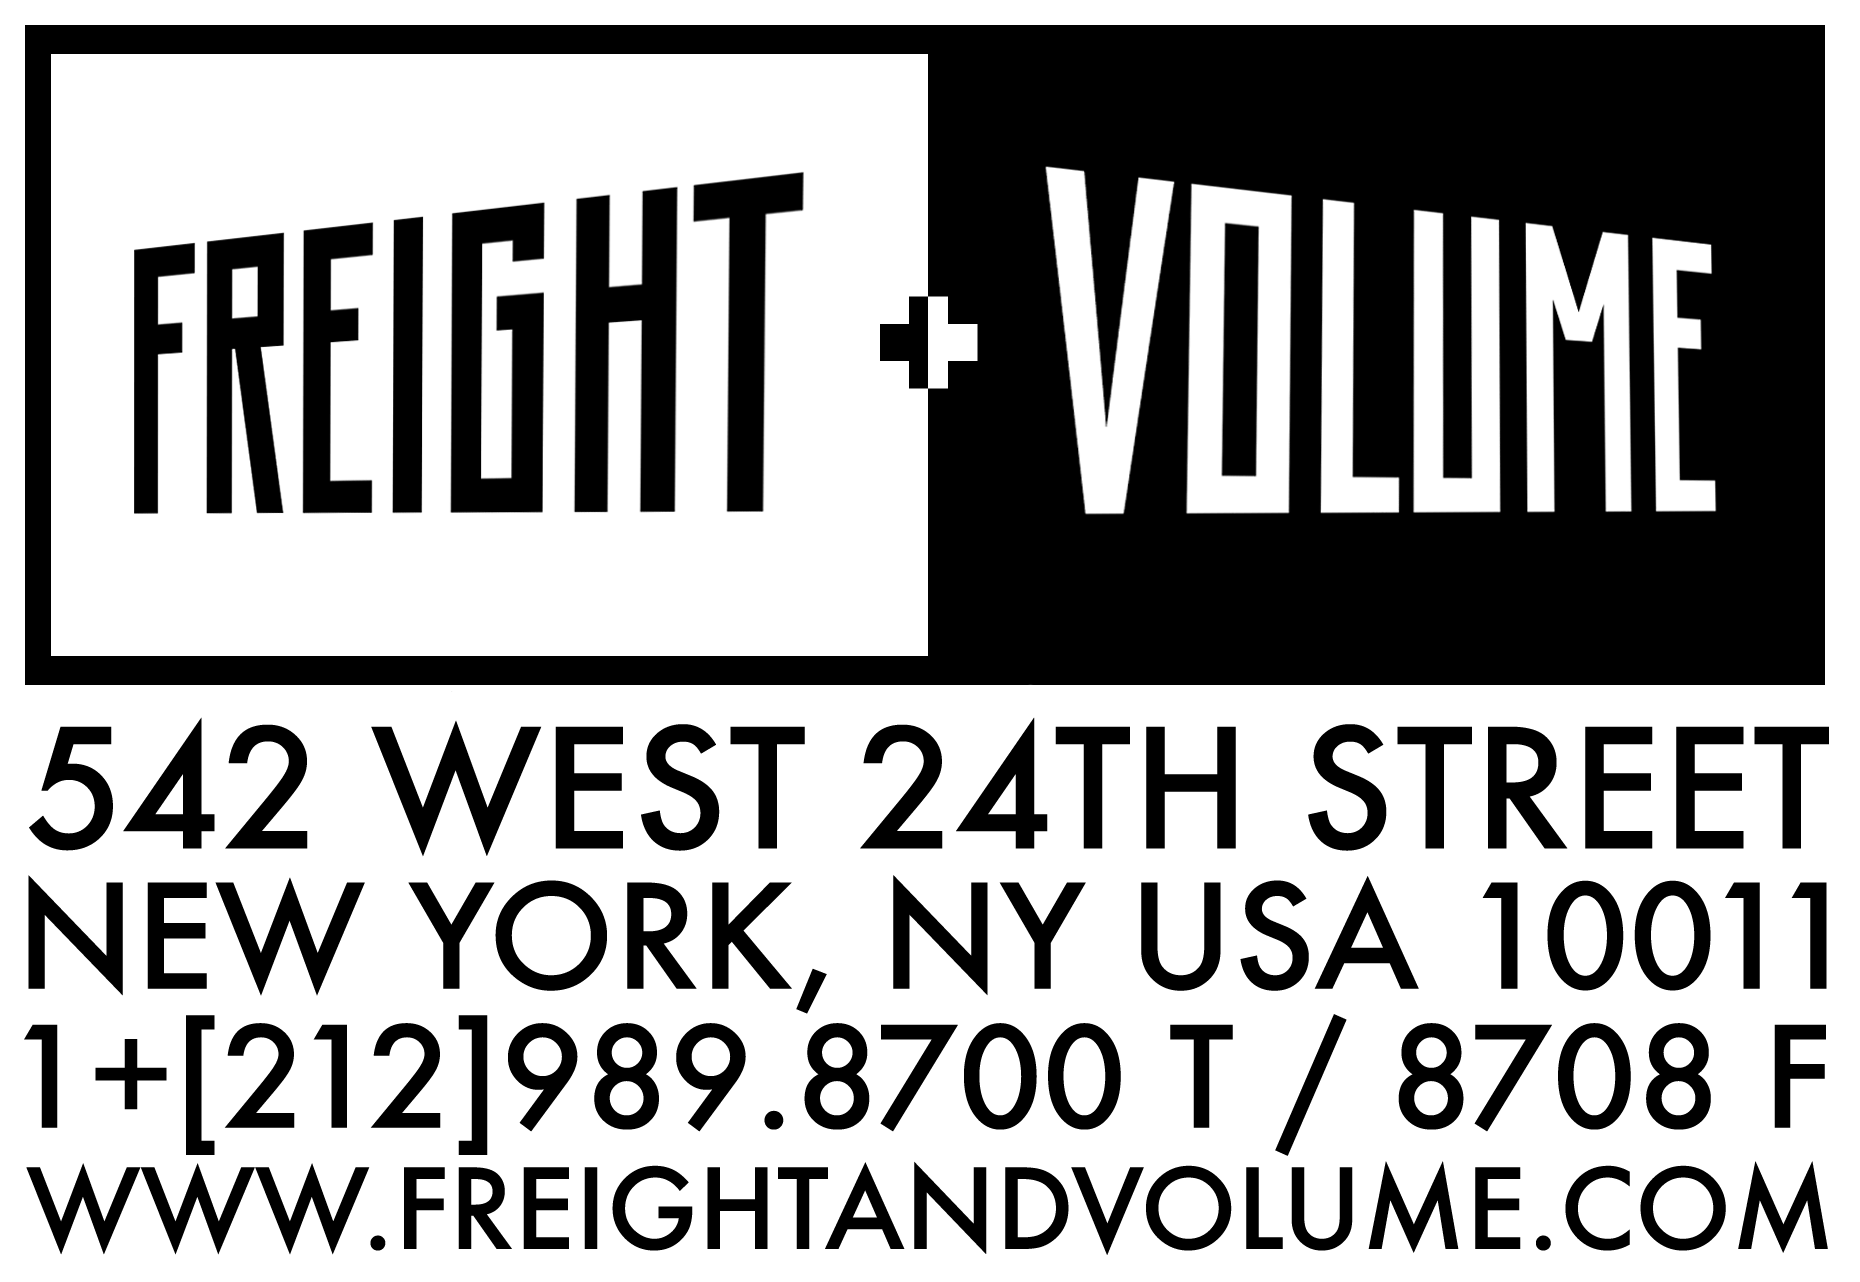 FREIGHT + VOLUME
542 WEST 24TH STREET
NEW YORK, NY USA 10011
1+[212]989.8700 T / 8708 F
WWW.FREIGHTANDVOLUME.COM